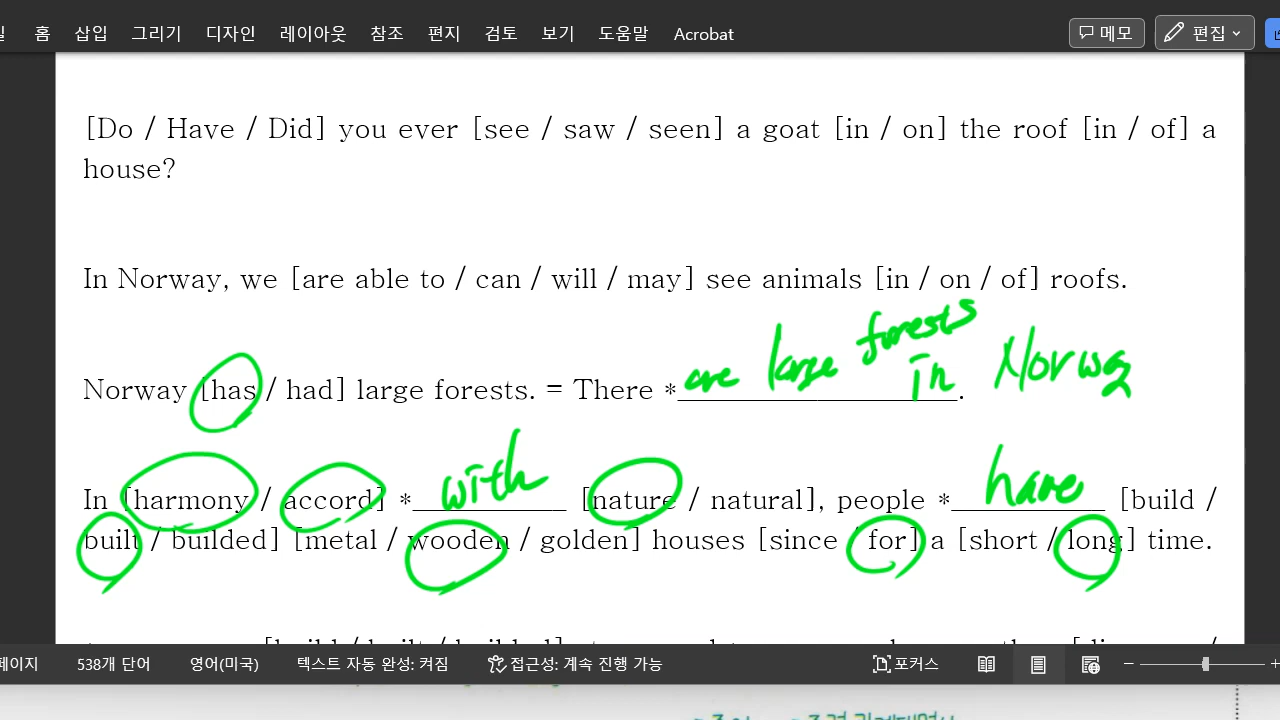 홈 삽입 그리기 디자인 레이아웃 참조 편지 검토 보기 도움말 Acrobat 메모 편집
[Do / Have / Did] you ever [see / saw / seen] a goat [in / on] the roof [in / of] a
house?
In Norway, we [are able to / can / will / may] see animals [in / on / of] roofs.
are large forests in Norway
Norway [has / had] large forests. = There *____________________.
with have
In [harmony / accord] *___________ [nature / natural], people *___________ [build /
built / builded] [metal / wooden / golden] houses [since / for] a [short / long] time.
538개 단어 영어(미국) 텍스트 자동 완성: 켜짐 접근성: 계속 진행 가능 포커스